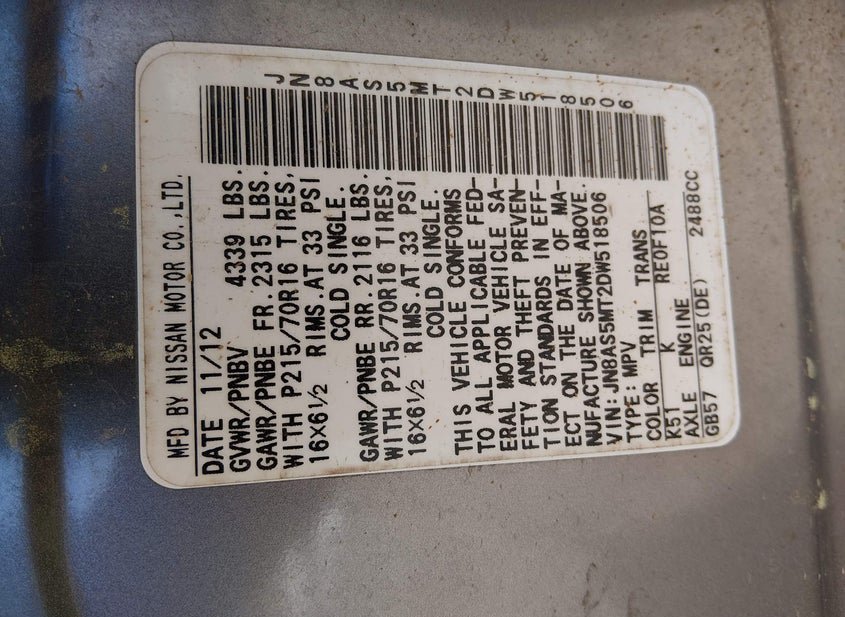 MFD BY NISSAN MOTOR CO.,LTD.
DATE 11/12
GVWR/PNBV 4339 LBS.
GAWR/PNBE FR.2315 LBS.
WITH P215/70R16 TIRES,
16X6½ RIMS.AT 33 PSI
COLD SINGLE.
GAWR/PNBE RR.2116 LBS.
WITH P215/70R16 TIRES,
16X6½ RIMS.AT 33 PSI
COLD SINGLE.
THIS VEHICLE CONFORMS
TO ALL APPLICABLE FED-
ERAL MOTOR VEHICLE SA-
FETY AND THEFT PREVEN-
TION STANDARDS IN EFF-
ECT ON THE DATE OF MA-
NUFACTURE SHOWN ABOVE.
VIN:JN8AS5MT2DW518506
TYPE:MPV
COLOR TRIM TRANS
K51 K RE0F10A
AXLE ENGINE
GB57 QR25(DE) 2488CC
JN8AS5MT2DW518506